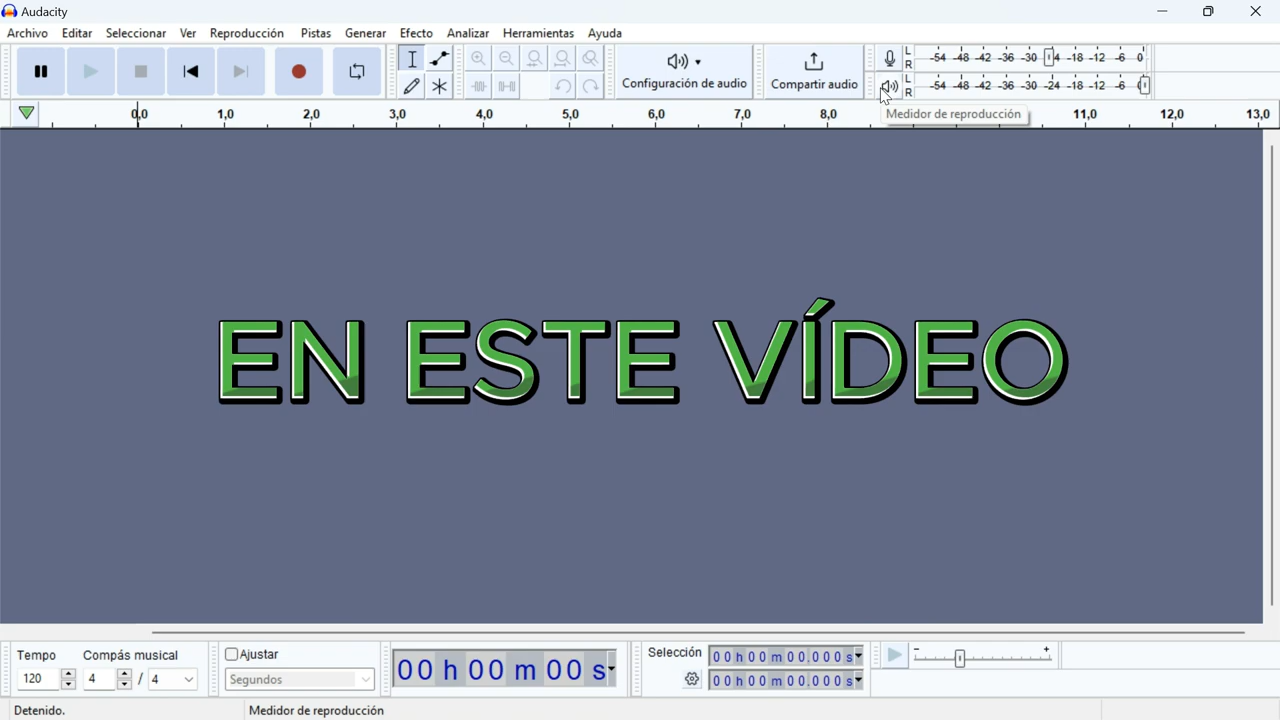 Audacity
Archivo Editar Seleccionar Ver Reproducción Pistas Generar Efecto Analizar Herramientas Ayuda
Configuración de audio
Compartir audio
L
R
-54 -48 -42 -36 -30 -18 -12 -6 0
L
R
-54 -48 -42 -36 -30 -24 -18 -12 -6 0
Medidor de reproducción
0,0 1,0 2,0 3,0 4,0 5,0 6,0 7,0 8,0 11,0 12,0 13,0
EN ESTE VÍDEO
Tempo
120
Compás musical
4 / 4
Ajustar
Segundos
00 h 00 m 00 s
Selección
00 h 00 m 00.000 s
00 h 00 m 00.000 s
- +
Detenido.
Medidor de reproducción